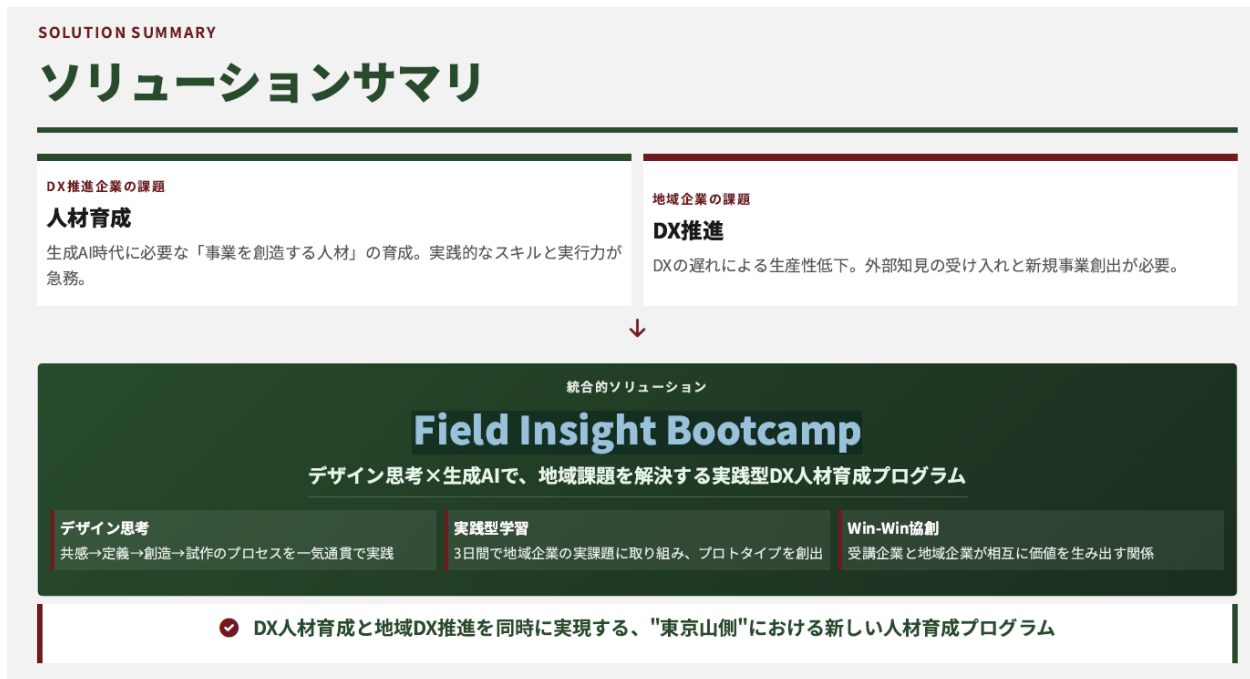 SOLUTION SUMMARY
ソリューションサマリ
DX推進企業の課題
人材育成
生成AI時代に必要な「事業を創造する人材」の育成。実践的なスキルと実行力が
急務。
地域企業の課題
DX推進
DXの遅れによる生産性低下。外部知見の受け入れと新規事業創出が必要。
↓
統合的ソリューション
Field Insight Bootcamp
デザイン思考×生成AIで、地域課題を解決する実践型DX人材育成プログラム
デザイン思考
共感→定義→創造→試作のプロセスを一気通貫で実践
実践型学習
3日間で地域企業の実課題に取り組み、プロトタイプを創出
Win-Win協創
受講企業と地域企業が相互に価値を生み出す関係
DX人材育成と地域DX推進を同時に実現する、"東京山側"における新しい人材育成プログラム